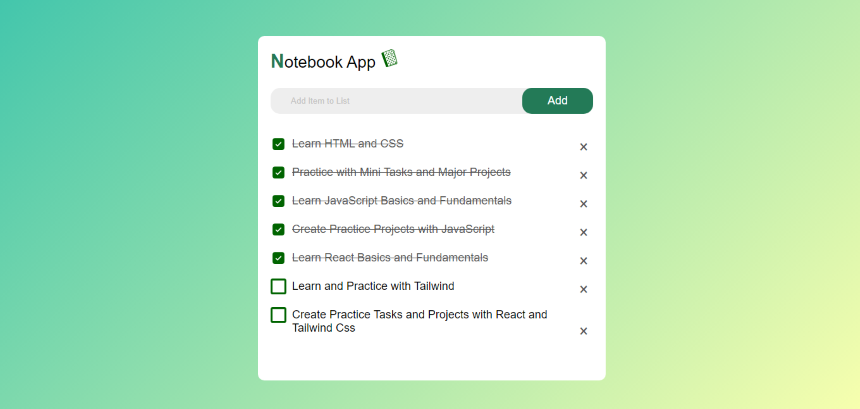 Notebook App
Add Item to List
Add
Learn HTML and CSS
Practice with Mini Tasks and Major Projects
Learn JavaScript Basics and Fundamentals
Create Practice Projects with JavaScript
Learn React Basics and Fundamentals
Learn and Practice with Tailwind
Create Practice Tasks and Projects with React and
Tailwind Css